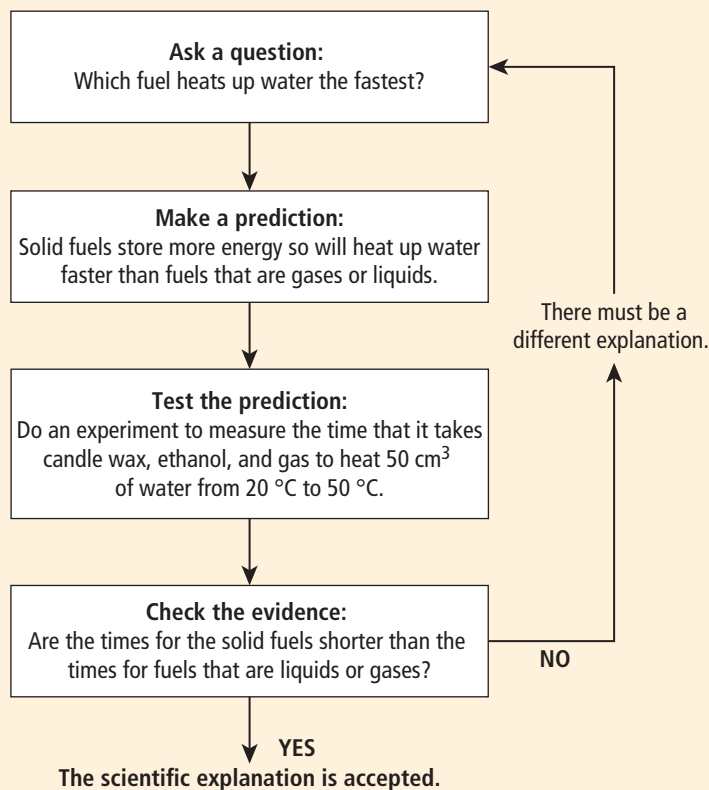 Ask a question:
Which fuel heats up water the fastest?
Make a prediction:
Solid fuels store more energy so will heat up water
faster than fuels that are gases or liquids.
There must be a
different explanation.
Test the prediction:
Do an experiment to measure the time that it takes
candle wax, ethanol, and gas to heat 50 cm³
of water from 20 °C to 50 °C.
Check the evidence:
Are the times for the solid fuels shorter than the
times for fuels that are liquids or gases?
NO
YES
The scientific explanation is accepted.